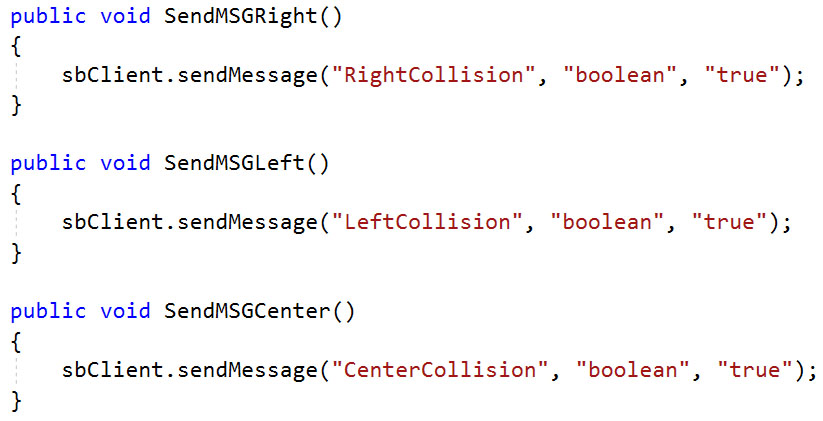 public void SendMSGRight()
{
    sbClient.sendMessage("RightCollision", "boolean", "true");
}

public void SendMSGLeft()
{
    sbClient.sendMessage("LeftCollision", "boolean", "true");
}

public void SendMSGCenter()
{
    sbClient.sendMessage("CenterCollision", "boolean", "true");
}